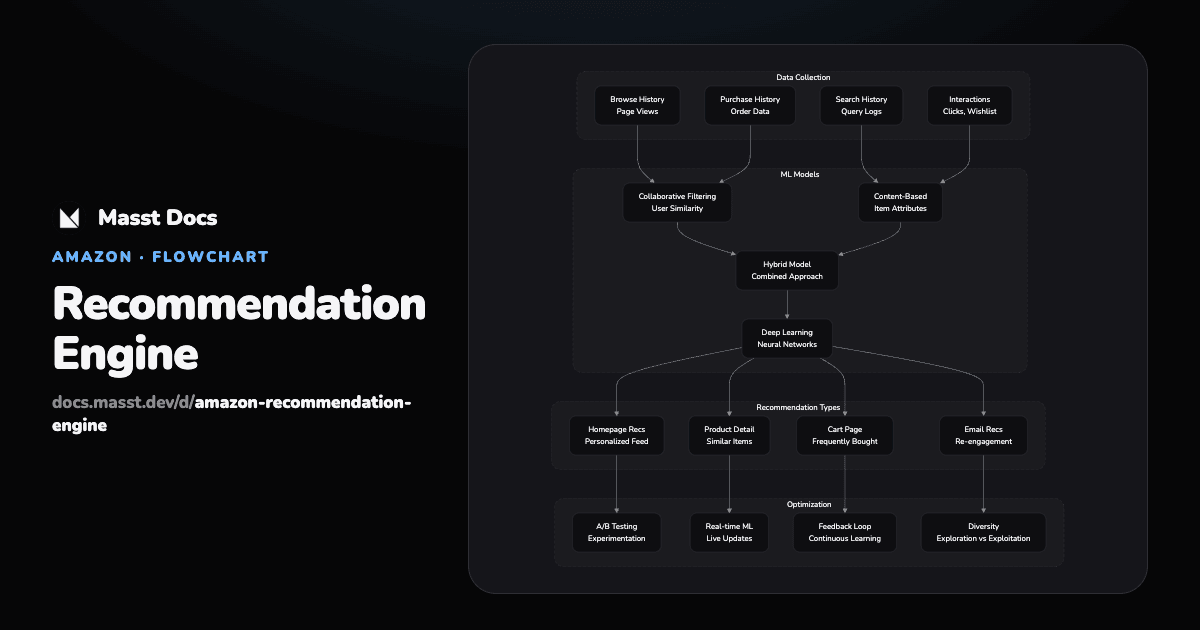 Masst Docs
AMAZON · FLOWCHART
Recommendation
Engine
docs.masst.dev/d/amazon-recommendation-
engine
Data Collection
Browse History
Page Views
Purchase History
Order Data
Search History
Query Logs
Interactions
Clicks, Wishlist
ML Models
Collaborative Filtering
User Similarity
Content-Based
Item Attributes
Hybrid Model
Combined Approach
Deep Learning
Neural Networks
Recommendation Types
Homepage Recs
Personalized Feed
Product Detail
Similar Items
Cart Page
Frequently Bought
Email Recs
Re-engagement
Optimization
A/B Testing
Experimentation
Real-time ML
Live Updates
Feedback Loop
Continuous Learning
Diversity
Exploration vs Exploitation